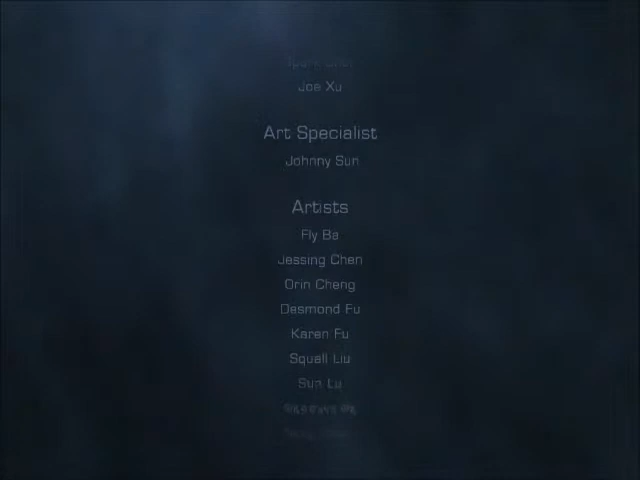 Joe Xu
Art Specialist
Johnny Sun
Artists
Fly Ba
Jessing Chen
Orin Cheng
Desmond Fu
Karen Fu
Squall Liu
Sun Lu